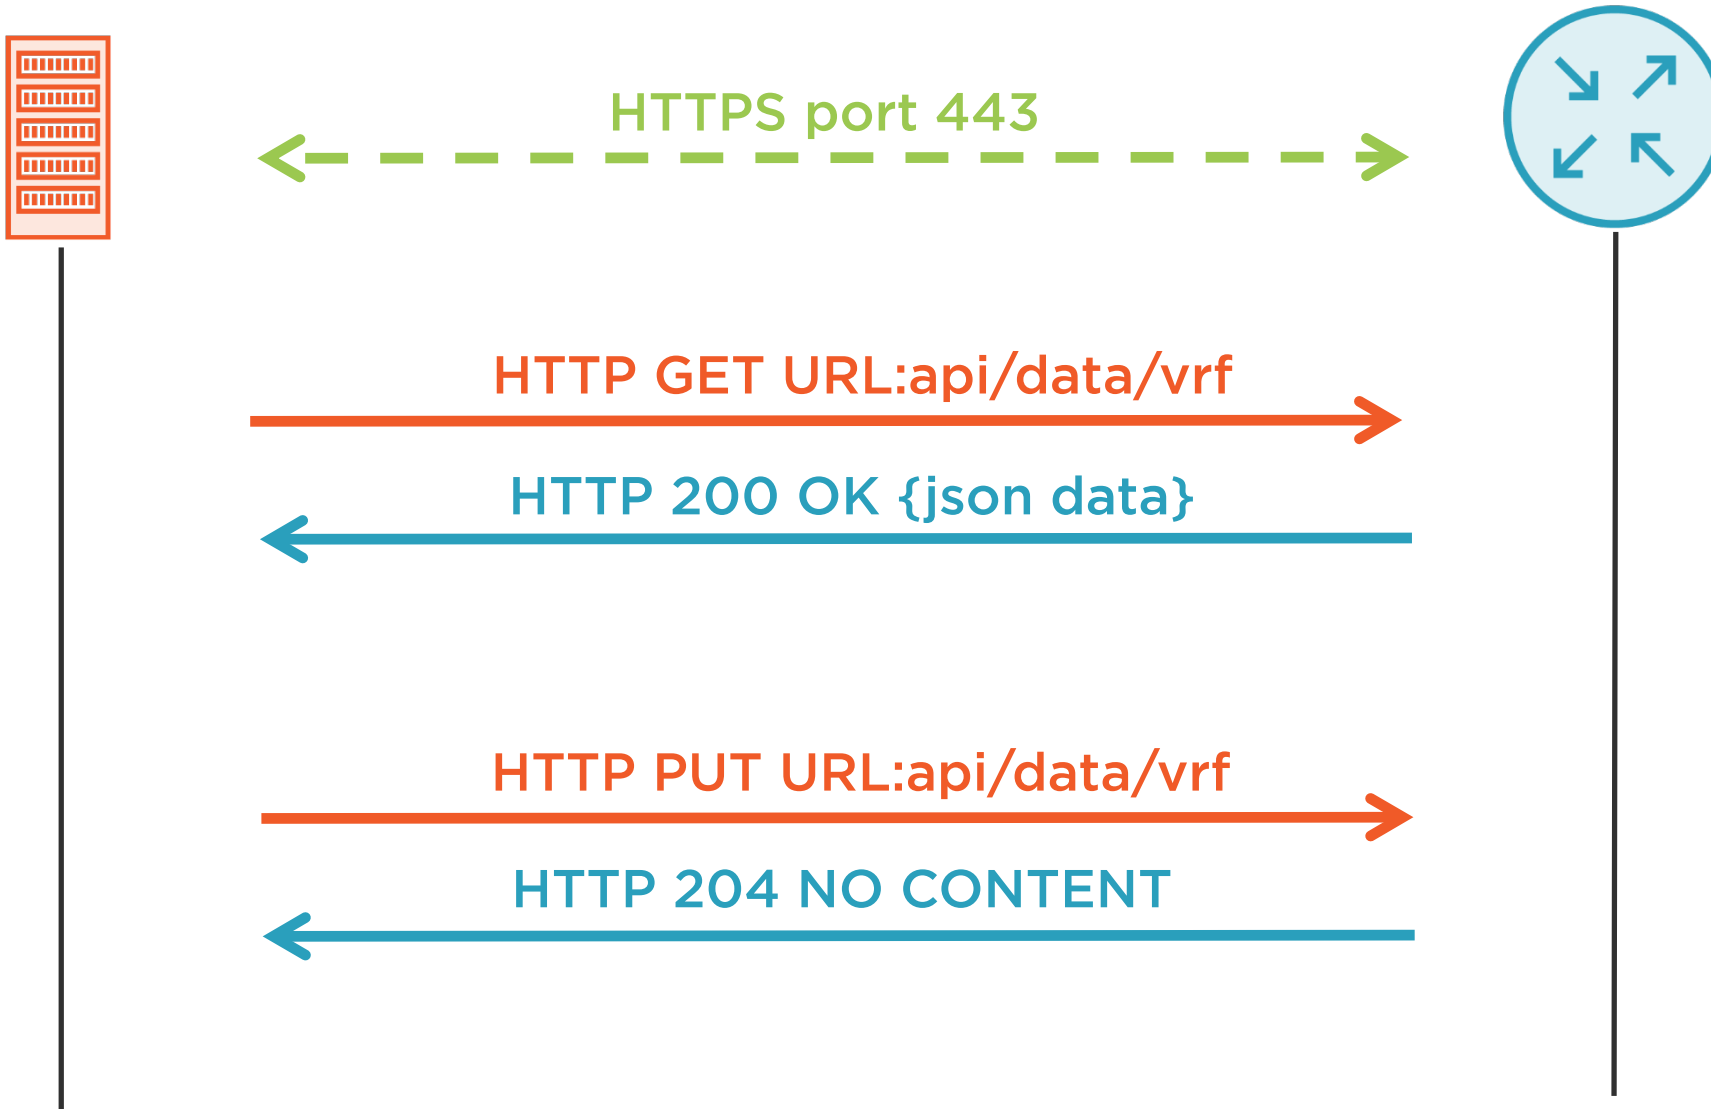 HTTPS port 443
HTTP GET URL:api/data/vrf
HTTP 200 OK {json data}
HTTP PUT URL:api/data/vrf
HTTP 204 NO CONTENT